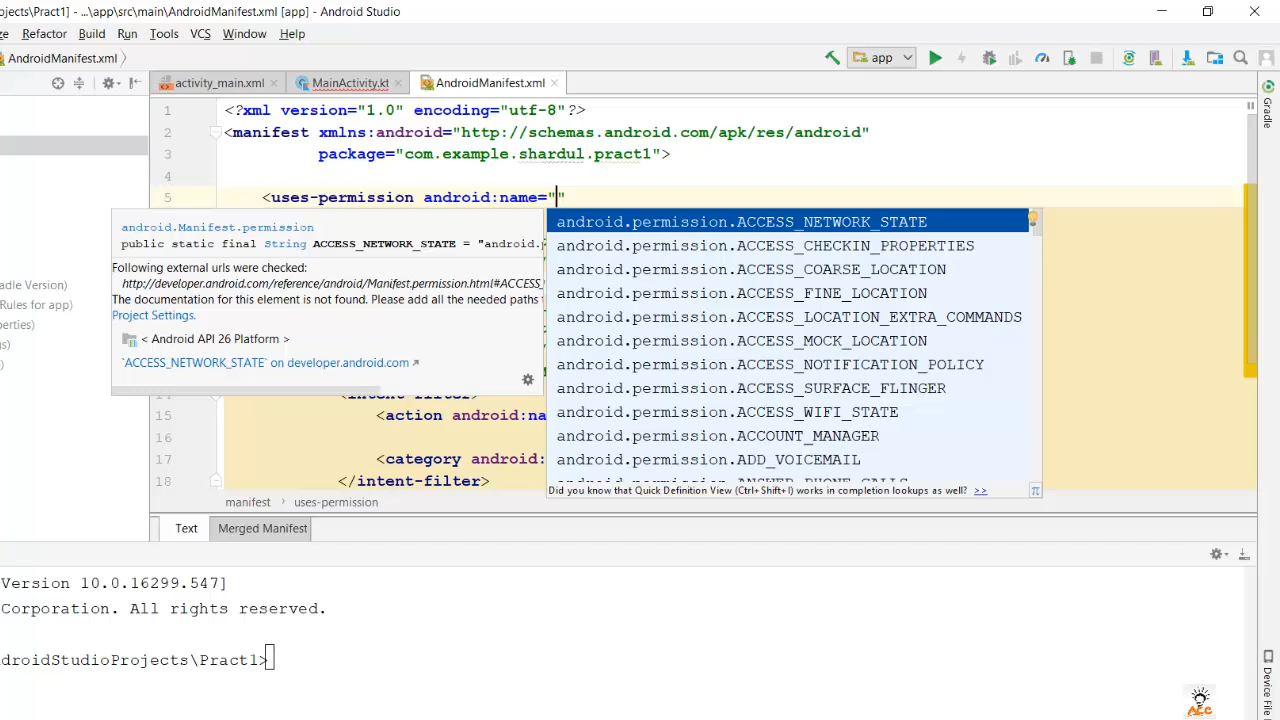 ojects\Pract1] - ...\app\src\main\AndroidManifest.xml [app] - Android Studio
ze Refactor Build Run Tools VCS Window Help
AndroidManifest.xml
app
activity_main.xml
MainActivity.kt
AndroidManifest.xml
Gradle
1 <?xml version="1.0" encoding="utf-8"?>
2 <manifest xmlns:android="http://schemas.android.com/apk/res/android"
3 package="com.example.shardul.pract1">
4
5 <uses-permission android:name=""
android.Manifest.permission
public static final String ACCESS_NETWORK_STATE = "android.p
Following external urls were checked:
http://developer.android.com/reference/android/Manifest.permission.html#ACCESS_
The documentation for this element is not found. Please add all the needed paths t
Project Settings.
< Android API 26 Platform >
`ACCESS_NETWORK_STATE` on developer.android.com
android.permission.ACCESS_NETWORK_STATE
android.permission.ACCESS_CHECKIN_PROPERTIES
android.permission.ACCESS_COARSE_LOCATION
android.permission.ACCESS_FINE_LOCATION
android.permission.ACCESS_LOCATION_EXTRA_COMMANDS
android.permission.ACCESS_MOCK_LOCATION
android.permission.ACCESS_NOTIFICATION_POLICY
android.permission.ACCESS_SURFACE_FLINGER
android.permission.ACCESS_WIFI_STATE
android.permission.ACCOUNT_MANAGER
android.permission.ADD_VOICEMAIL
android.permission.ANSWER_PHONE_CALLS
Did you know that Quick Definition View (Ctrl+Shift+I) works in completion lookups as well? >>
adle Version)
Rules for app)
perties)
gs)
)
14 <intent-filter>
15 <action android:na
16
17 <category android:
18 </intent-filter>
manifest uses-permission
Text Merged Manifest
Version 10.0.16299.547]
Corporation. All rights reserved.
droidStudioProjects\Pract1>
Device File
AEC